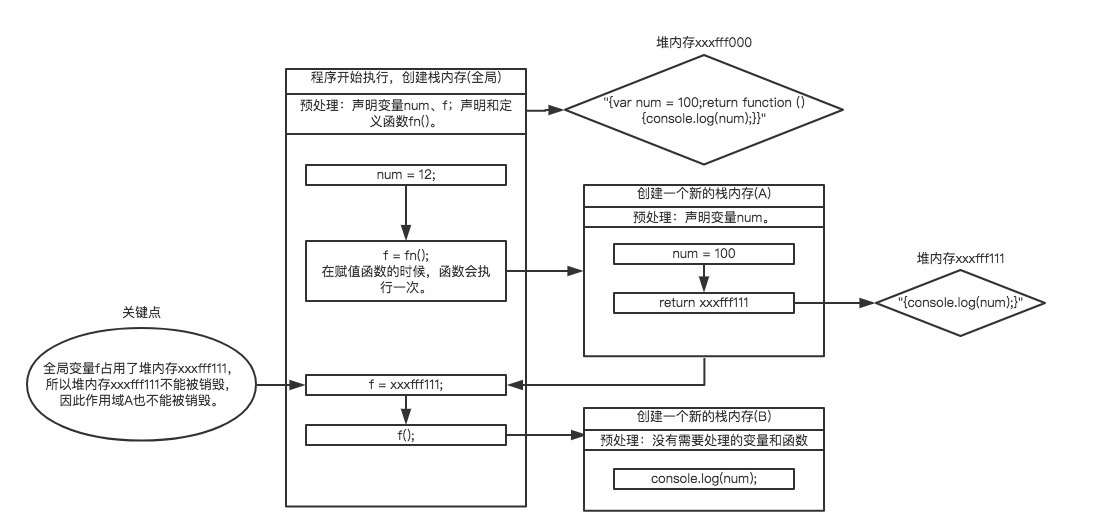 堆内存xxxfff000
程序开始执行，创建栈内存(全局)
预处理：声明变量num、f；声明和定
义函数fn()。
"{var num = 100;return function ()
{console.log(num);}}"
num = 12;
创建一个新的栈内存(A)
预处理：声明变量num。
f = fn();
在赋值函数的时候，函数会执
行一次。
num = 100
return xxxfff111
堆内存xxxfff111
"{console.log(num);}"
关键点
全局变量f占用了堆内存xxxfff111,
所以堆内存xxxfff111不能被销毁，
因此作用域A也不能被销毁。
f = xxxfff111;
f();
创建一个新的栈内存(B)
预处理：没有需要处理的变量和函数
console.log(num);